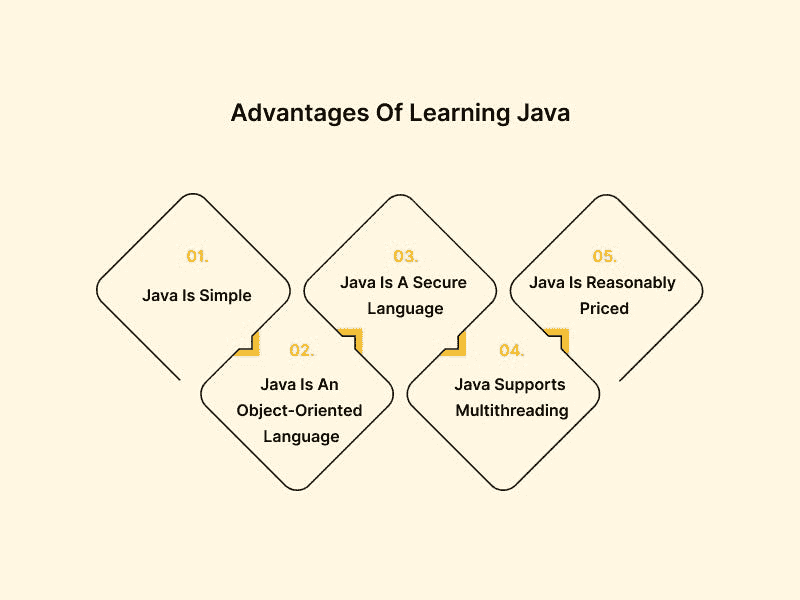 Advantages Of Learning Java
01.
Java Is Simple
02.
Java Is An
Object-Oriented
Language
03.
Java Is A Secure
Language
04.
Java Supports
Multithreading
05.
Java Is Reasonably
Priced